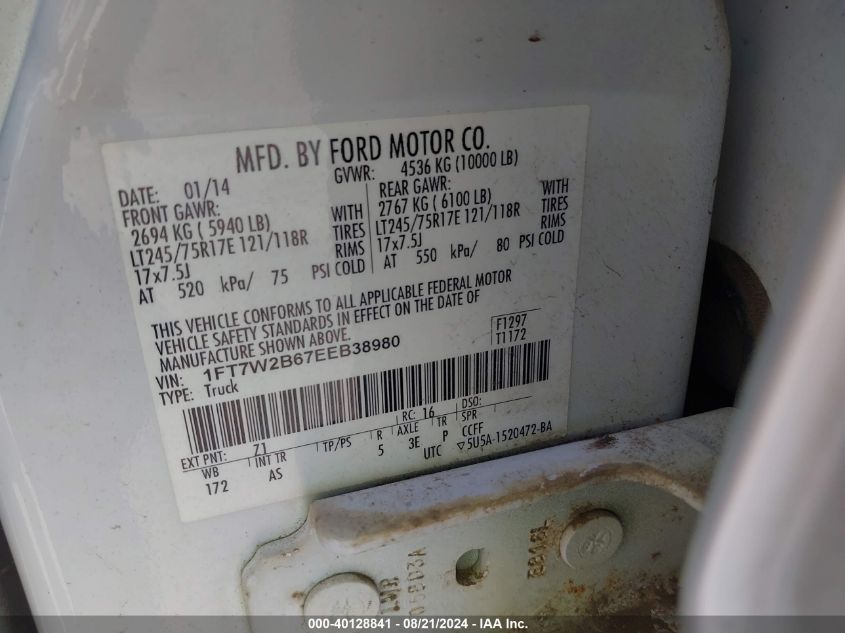 MFD. BY FORD MOTOR CO.
DATE: 01/14
GVWR: 4536 KG (10000 LB)
FRONT GAWR:
2694 KG ( 5940 LB) WITH
LT245/75R17E 121/118R TIRES
17x7.5J RIMS
AT 520 kPa/ 75 PSI COLD
REAR GAWR:
2767 KG ( 6100 LB) WITH
LT245/75R17E 121/118R TIRES
17x7.5J RIMS
AT 550 kPa/ 80 PSI COLD
THIS VEHICLE CONFORMS TO ALL APPLICABLE FEDERAL MOTOR
VEHICLE SAFETY STANDARDS IN EFFECT ON THE DATE OF
MANUFACTURE SHOWN ABOVE.
VIN: 1FT7W2B67EEB38980
TYPE: Truck
F1297
T1172
EXT PNT: Z1 RC: 16 DSO:
WB INT TR TP/PS R AXLE TR SPR
172 AS 5 3E P CCFF
UTC ▽5U5A-1520472-BA
000-40128841 - 08/21/2024 - IAAI.com